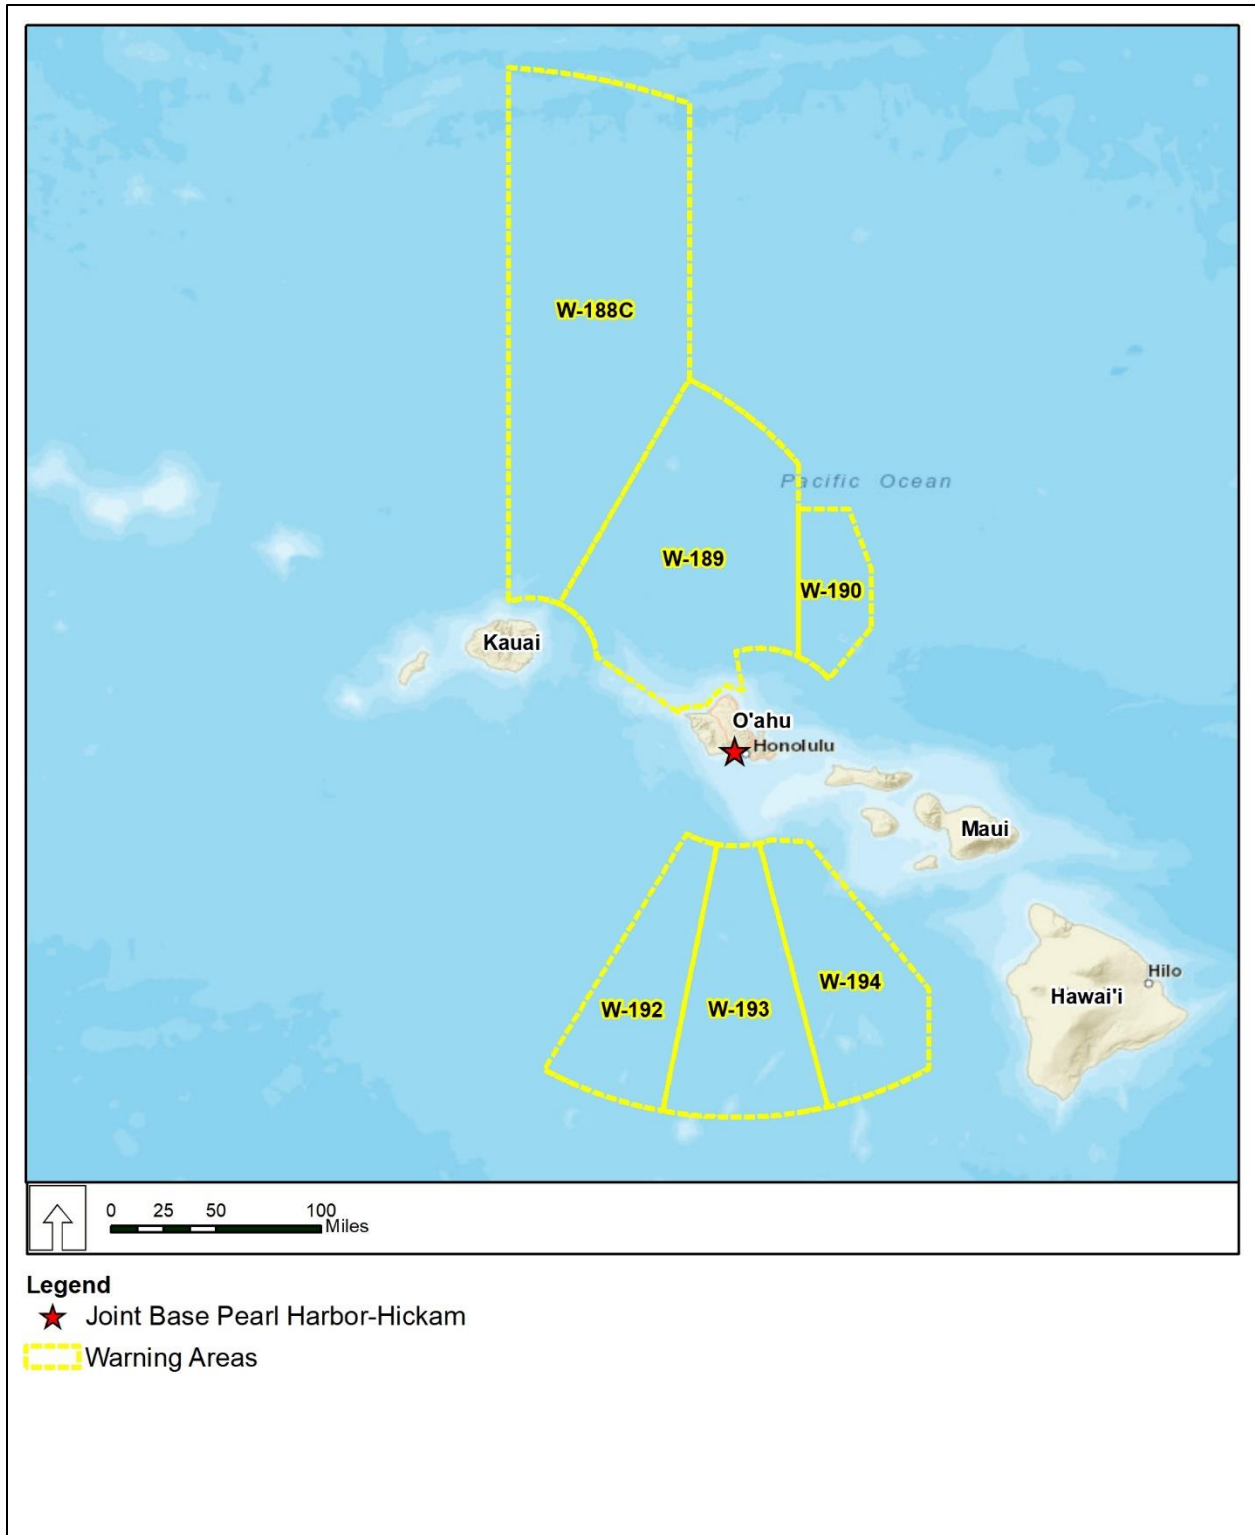 W-188C
Pacific Ocean
W-189
W-190
Kauai
O'ahu
Honolulu
Maui
W-194
Hilo
Hawai'i
W-192
W-193
0 25 50 100
Miles
Legend
Joint Base Pearl Harbor-Hickam
Warning Areas